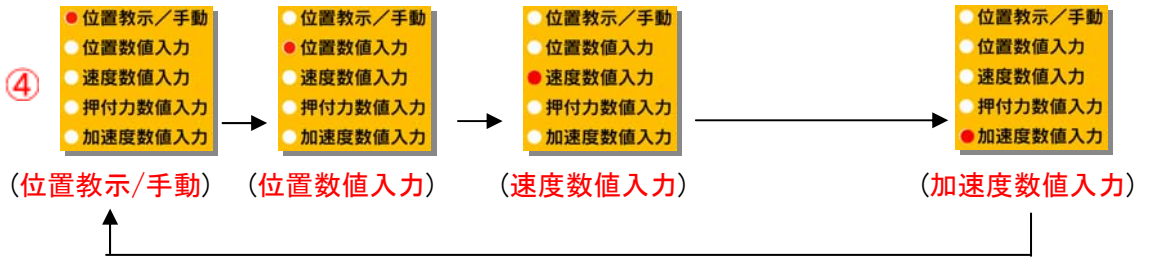 ④
位置教示／手動
位置数値入力
速度数値入力
押付力数値入力
加速度数値入力
(位置教示/手動)
位置教示／手動
位置数値入力
速度数値入力
押付力数値入力
加速度数値入力
(位置数値入力)
位置教示／手動
位置数値入力
速度数値入力
押付力数値入力
加速度数値入力
(速度数値入力)
位置教示／手動
位置数値入力
速度数値入力
押付力数値入力
加速度数値入力
(加速度数値入力)